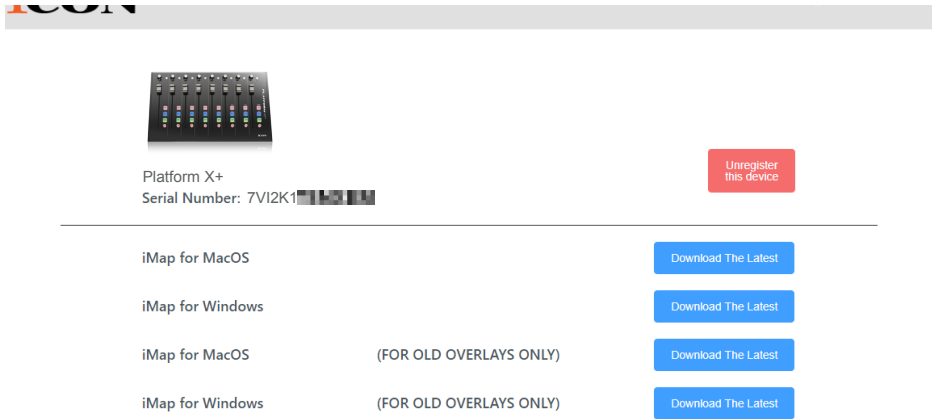 iCON
Platform X+
Serial Number: 7VI2K1
Unregister
this device
iMap for MacOS
Download The Latest
iMap for Windows
Download The Latest
iMap for MacOS (FOR OLD OVERLAYS ONLY)
Download The Latest
iMap for Windows (FOR OLD OVERLAYS ONLY)
Download The Latest